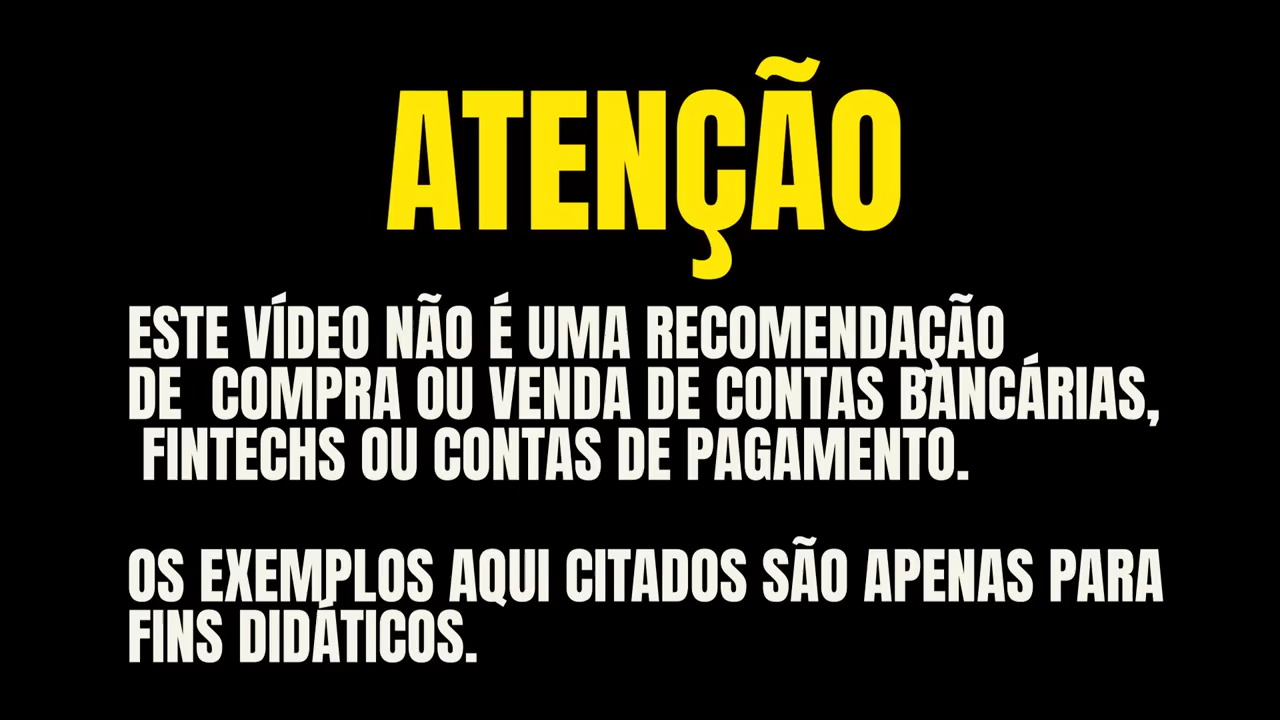 ATENÇÃO
ESTE VÍDEO NÃO É UMA RECOMENDAÇÃO
DE COMPRA OU VENDA DE CONTAS BANCÁRIAS,
FINTECHS OU CONTAS DE PAGAMENTO.
OS EXEMPLOS AQUI CITADOS SÃO APENAS PARA
FINS DIDÁTICOS.